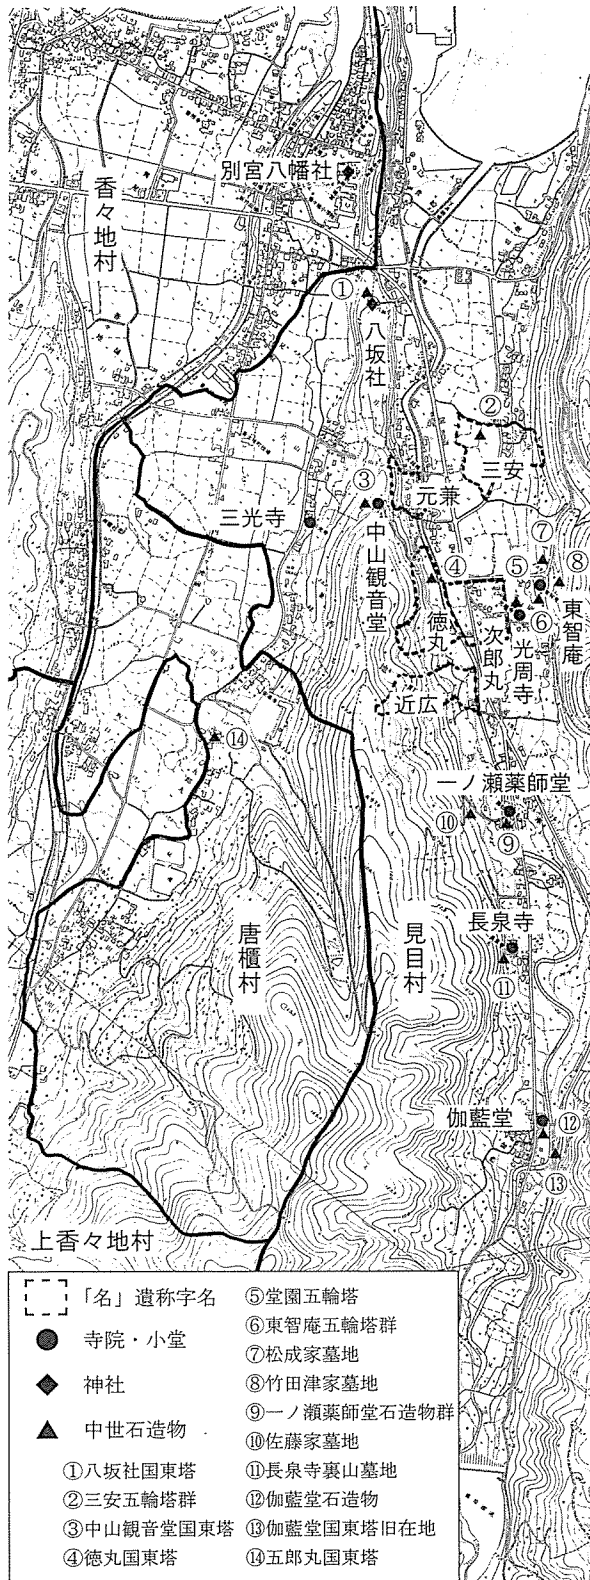 別宮八幡社
香々地村
①
八坂社
②
三安
元兼
③
中山観音堂
三光寺
④
徳丸
⑤
⑦
⑧
⑥
東智庵
光周寺
次郎丸
近広
⑭
一ノ瀬薬師堂
⑩
⑨
長泉寺
⑪
唐櫃村
見目村
伽藍堂
⑫
⑬
上香々地村
「名」遺称字名
寺院・小堂
神社
中世石造物
①八坂社国東塔
②三安五輪塔群
③中山観音堂国東塔
④徳丸国東塔
⑤堂園五輪塔
⑥東智庵五輪塔群
⑦松成家墓地
⑧竹田津家墓地
⑨一ノ瀬薬師堂石造物群
⑩佐藤家墓地
⑪長泉寺裏山墓地
⑫伽藍堂石造物
⑬伽藍堂国東塔旧在地
⑭五郎丸国東塔